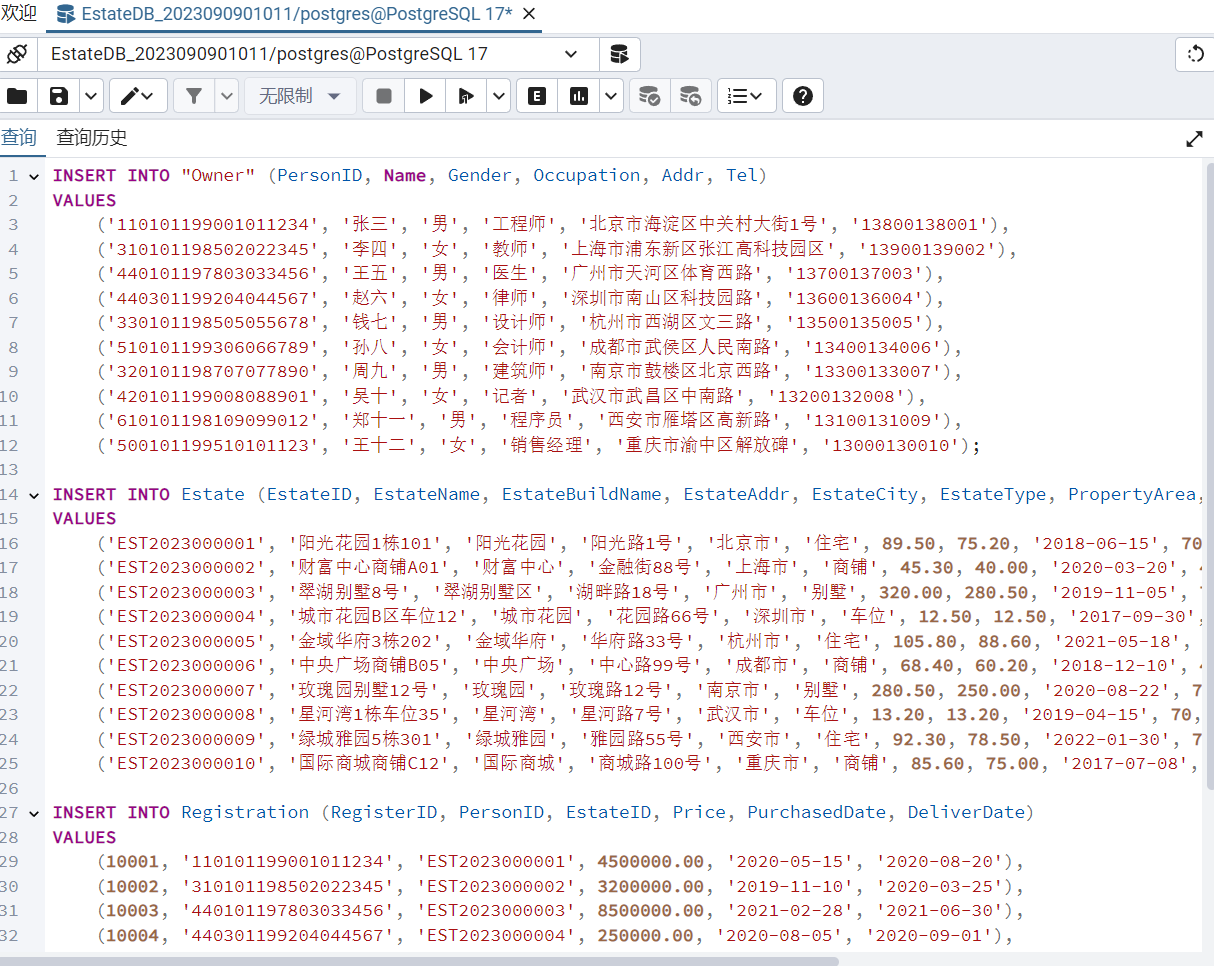 欢迎 EstateDB_2023090901011/postgres@PostgreSQL 17*
EstateDB_2023090901011/postgres@PostgreSQL 17
无限制
查询 查询历史
1 INSERT INTO "Owner" (PersonID, Name, Gender, Occupation, Addr, Tel)
2 VALUES
3 ('110101199001011234', '张三', '男', '工程师', '北京市海淀区中关村大街1号', '13800138001'),
4 ('310101198502022345', '李四', '女', '教师', '上海市浦东新区张江高科技园区', '13900139002'),
5 ('440101197803033456', '王五', '男', '医生', '广州市天河区体育西路', '13700137003'),
6 ('440301199204044567', '赵六', '女', '律师', '深圳市南山区科技园路', '13600136004'),
7 ('330101198505055678', '钱七', '男', '设计师', '杭州市西湖区文三路', '13500135005'),
8 ('510101199306066789', '孙八', '女', '会计师', '成都市武侯区人民南路', '13400134006'),
9 ('320101198707077890', '周九', '男', '建筑师', '南京市鼓楼区北京西路', '13300133007'),
10 ('420101199008088901', '吴十', '女', '记者', '武汉市武昌区中南路', '13200132008'),
11 ('610101198109099012', '郑十一', '男', '程序员', '西安市雁塔区高新路', '13100131009'),
12 ('500101199510101123', '王十二', '女', '销售经理', '重庆市渝中区解放碑', '13000130010');
13
14 INSERT INTO Estate (EstateID, EstateName, EstateBuildName, EstateAddr, EstateCity, EstateType, PropertyArea,
15 VALUES
16 ('EST2023000001', '阳光花园1栋101', '阳光花园', '阳光路1号', '北京市', '住宅', 89.50, 75.20, '2018-06-15', 70
17 ('EST2023000002', '财富中心商铺A01', '财富中心', '金融街88号', '上海市', '商铺', 45.30, 40.00, '2020-03-20',
18 ('EST2023000003', '翠湖别墅8号', '翠湖别墅区', '湖畔路18号', '广州市', '别墅', 320.00, 280.50, '2019-11-05',
19 ('EST2023000004', '城市花园B区车位12', '城市花园', '花园路66号', '深圳市', '车位', 12.50, 12.50, '2017-09-30',
20 ('EST2023000005', '金域华府3栋202', '金域华府', '华府路33号', '杭州市', '住宅', 105.80, 88.60, '2021-05-18',
21 ('EST2023000006', '中央广场商铺B05', '中央广场', '中心路99号', '成都市', '商铺', 68.40, 60.20, '2018-12-10',
22 ('EST2023000007', '玫瑰园别墅12号', '玫瑰园', '玫瑰路12号', '南京市', '别墅', 280.50, 250.00, '2020-08-22', 7
23 ('EST2023000008', '星河湾1栋车位35', '星河湾', '星河路7号', '武汉市', '车位', 13.20, 13.20, '2019-04-15', 70,
24 ('EST2023000009', '绿城雅园5栋301', '绿城雅园', '雅园路55号', '西安市', '住宅', 92.30, 78.50, '2022-01-30', 7
25 ('EST2023000010', '国际商城商铺C12', '国际商城', '商城路100号', '重庆市', '商铺', 85.60, 75.00, '2017-07-08',
26
27 INSERT INTO Registration (RegisterID, PersonID, EstateID, Price, PurchasedDate, DeliverDate)
28 VALUES
29 (10001, '110101199001011234', 'EST2023000001', 4500000.00, '2020-05-15', '2020-08-20'),
30 (10002, '310101198502022345', 'EST2023000002', 3200000.00, '2019-11-10', '2020-03-25'),
31 (10003, '440101197803033456', 'EST2023000003', 8500000.00, '2021-02-28', '2021-06-30'),
32 (10004, '440301199204044567', 'EST2023000004', 250000.00, '2020-08-05', '2020-09-01'),